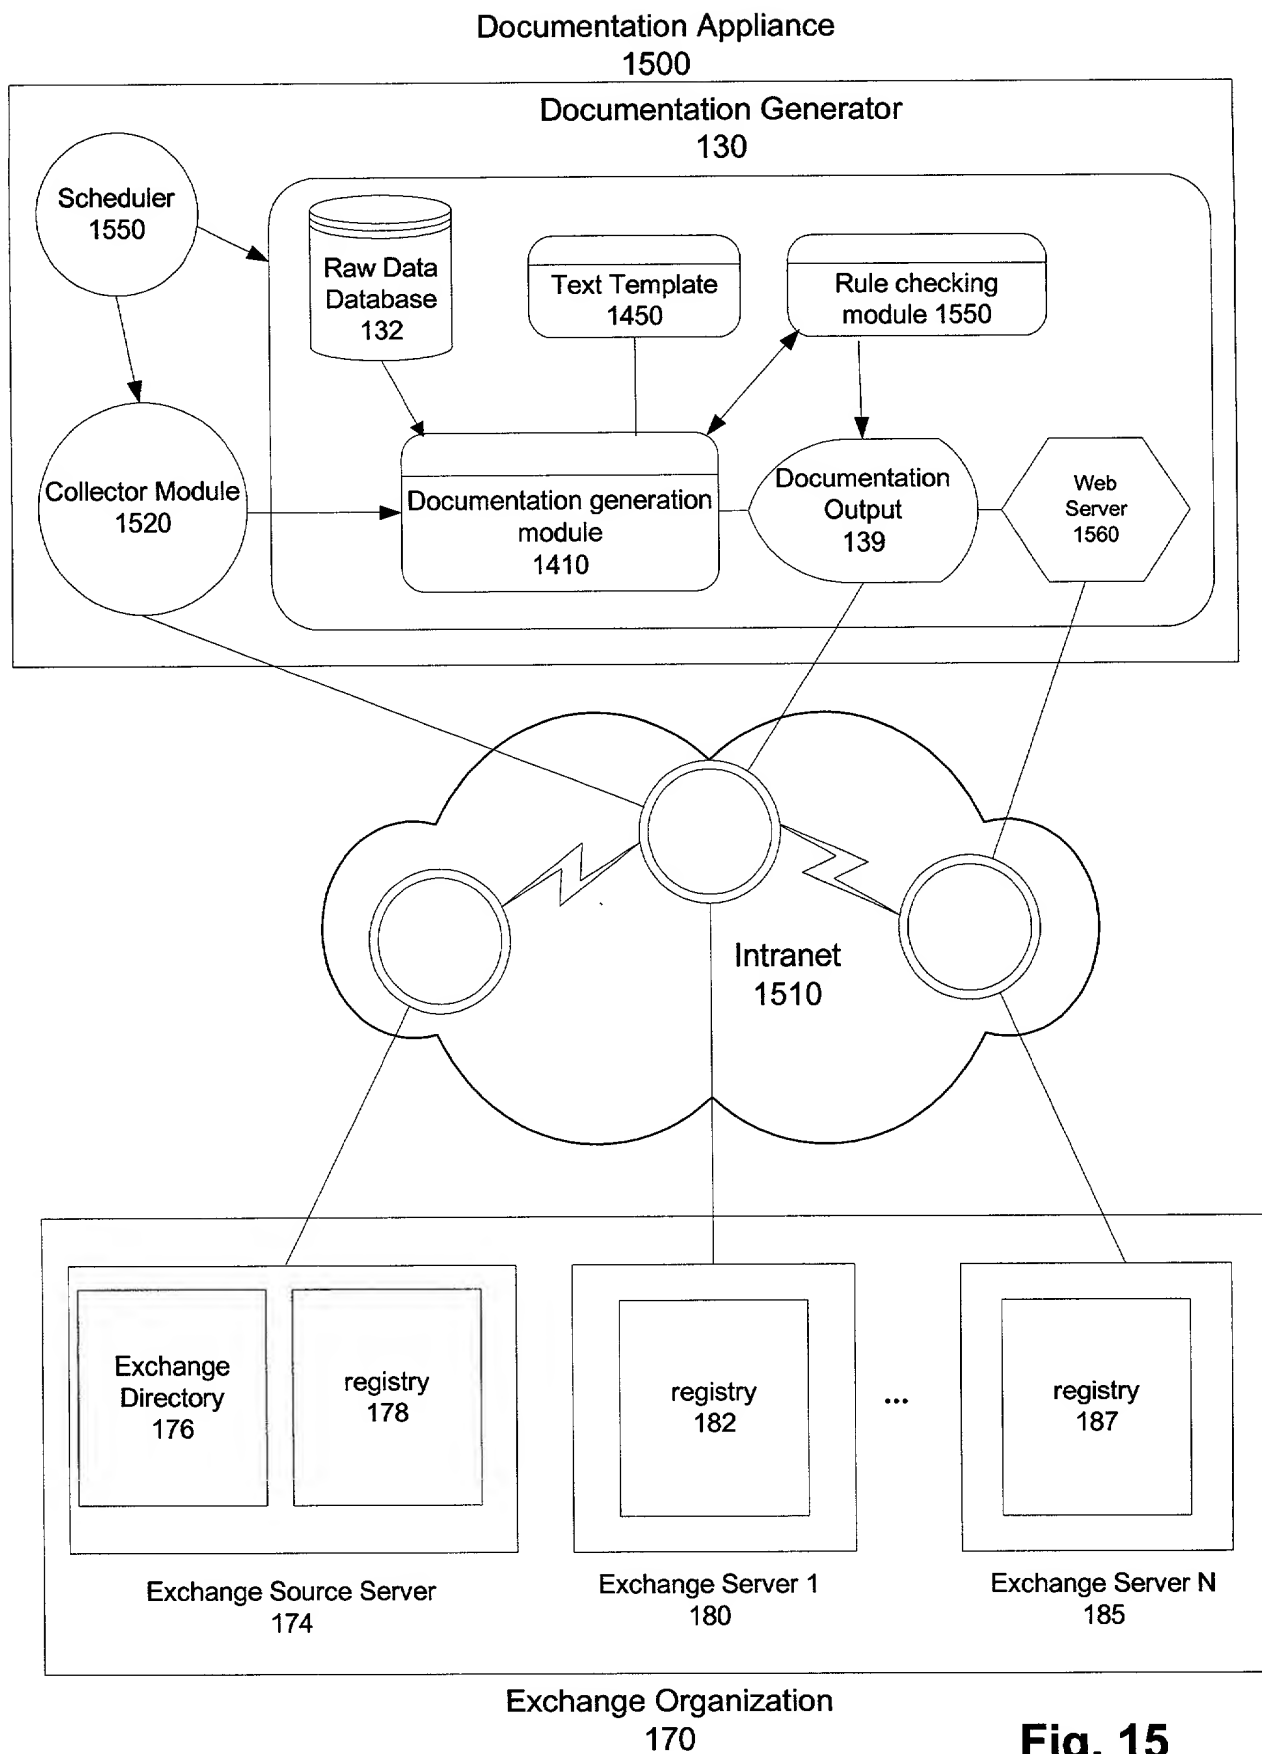 Documentation Appliance
1500
Documentation Generator
130
Scheduler
1550
Raw Data
Database
132
Text Template
1450
Rule checking
module 1550
Collector Module
1520
Documentation generation
module
1410
Documentation
Output
139
Web
Server
1560
Intranet
1510
Exchange
Directory
176
registry
178
registry
182
...
registry
187
Exchange Source Server
174
Exchange Server 1
180
Exchange Server N
185
Exchange Organization
170
Fig. 15